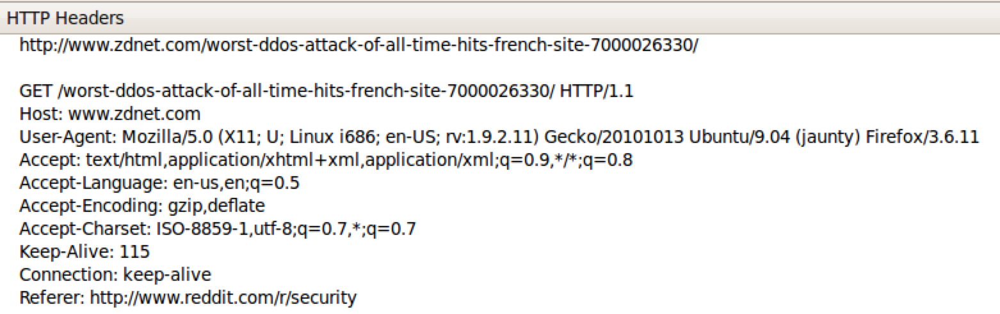 HTTP Headers
http://www.zdnet.com/worst-ddos-attack-of-all-time-hits-french-site-7000026330/
GET /worst-ddos-attack-of-all-time-hits-french-site-7000026330/ HTTP/1.1
Host: www.zdnet.com
User-Agent: Mozilla/5.0 (X11; U; Linux i686; en-US; rv:1.9.2.11) Gecko/20101013 Ubuntu/9.04 (jaunty) Firefox/3.6.11
Accept: text/html,application/xhtml+xml,application/xml;q=0.9,*/*;q=0.8
Accept-Language: en-us,en;q=0.5
Accept-Encoding: gzip,deflate
Accept-Charset: ISO-8859-1,utf-8;q=0.7,*;q=0.7
Keep-Alive: 115
Connection: keep-alive
Referer: http://www.reddit.com/r/security